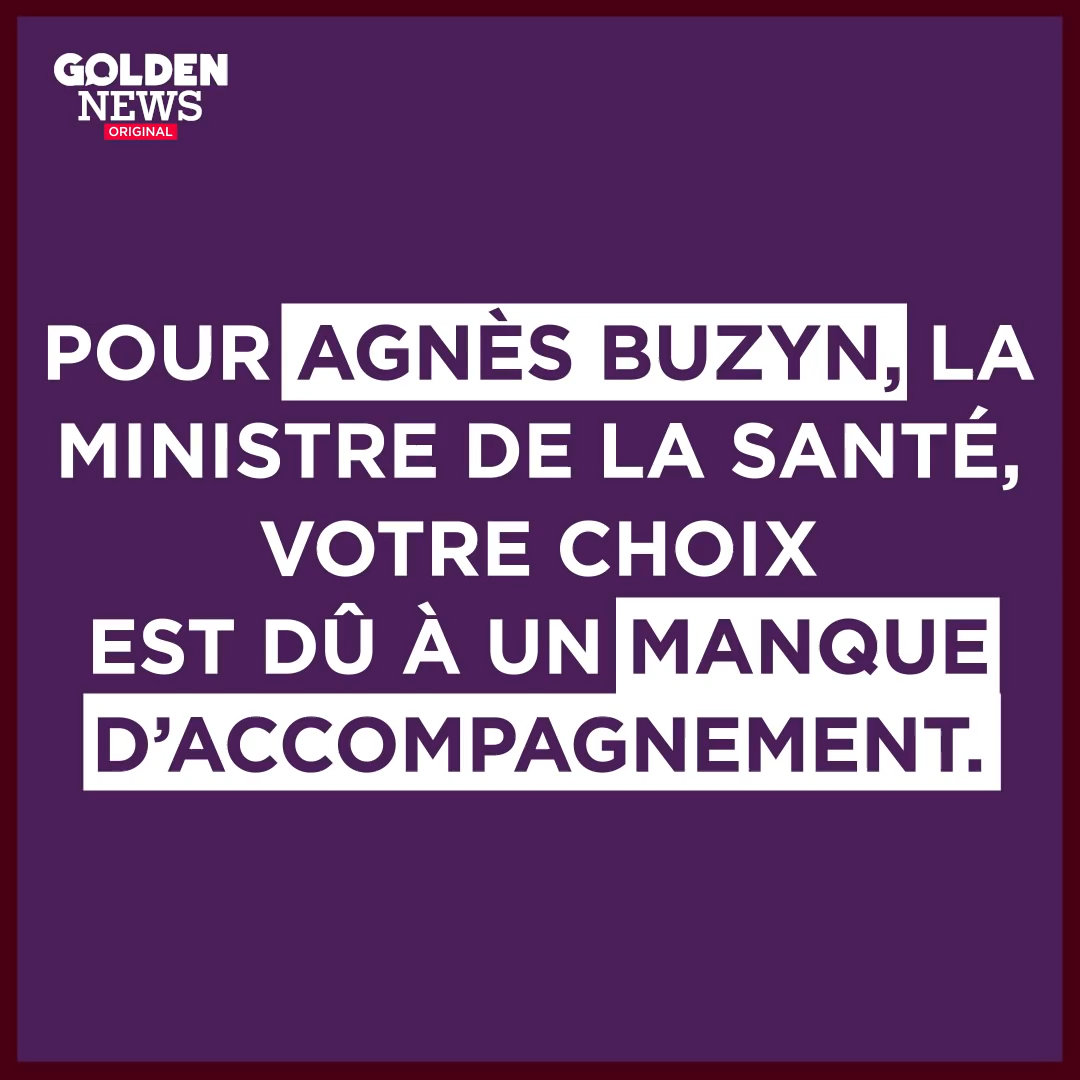 GOLDEN
NEWS
ORIGINAL
POUR AGNÈS BUZYN, LA
MINISTRE DE LA SANTÉ,
VOTRE CHOIX
EST DÛ À UN MANQUE
D’ACCOMPAGNEMENT.